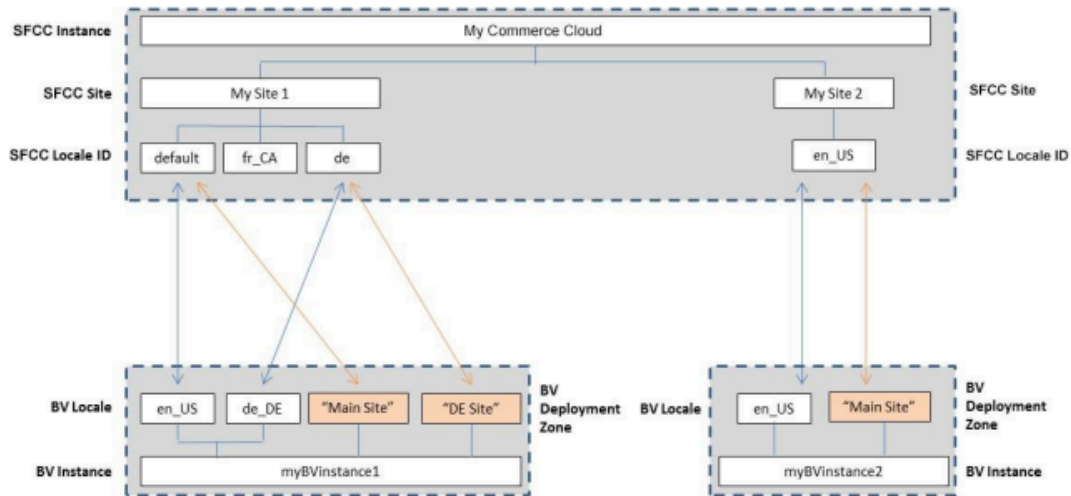 SFCC Instance
My Commerce Cloud
SFCC Site
My Site 1
My Site 2
SFCC Site
SFCC Locale ID
default
fr_CA
de
en_US
SFCC Locale ID
BV Locale
en_US
de_DE
"Main Site"
"DE Site"
BV
Deployment
Zone
BV Locale
en_US
"Main Site"
BV
Deployment
Zone
BV Instance
myBVinstance1
myBVinstance2
BV Instance